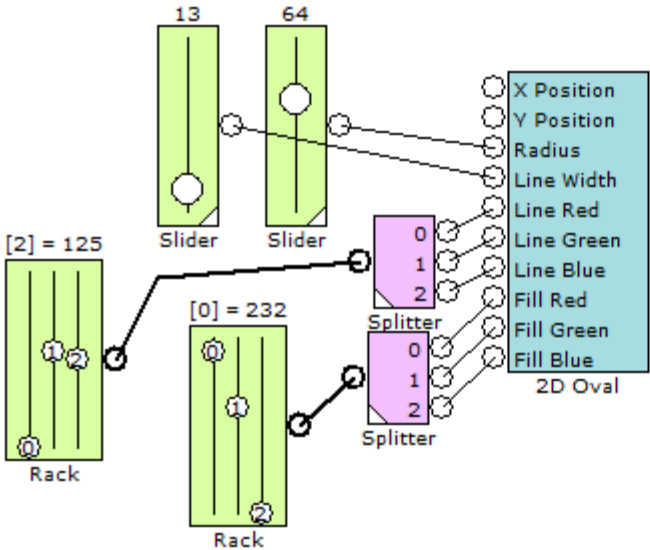 13
64
Slider
Slider
X Position
Y Position
Radius
Line Width
Line Red
Line Green
Line Blue
Fill Red
Fill Green
Fill Blue
2D Oval
0
1
2
Splitter
0
1
2
Splitter
[2] = 125
0
1
2
Rack
[0] = 232
0
1
2
Rack